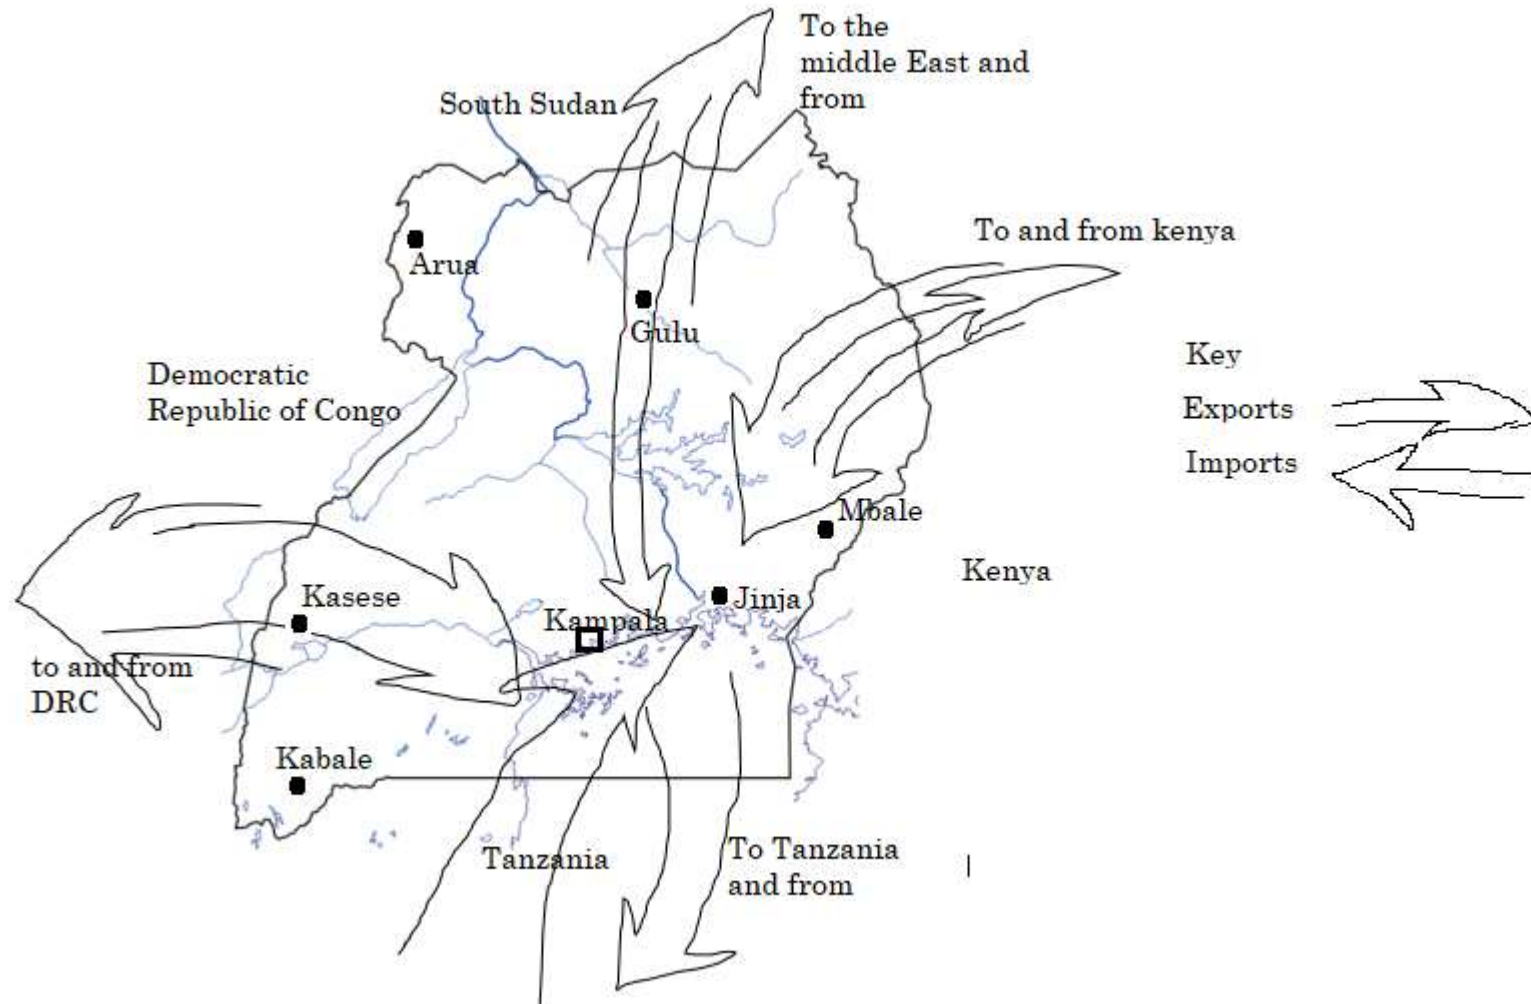 To the
middle East and
from
South Sudan
To and from kenya
Arua
Gulu
Key
Democratic
Republic of Congo
Exports
Imports
Mbale
Kenya
Kasese
Jinja
Kampala
to and from
DRC
Kabale
Tanzania
To Tanzania
and from